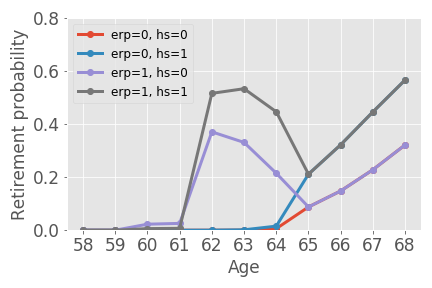 0.8
0.6
0.4
0.2
0.0
Retirement probability
erp=0, hs=0
erp=0, hs=1
erp=1, hs=0
erp=1, hs=1
58 59 60 61 62 63 64 65 66 67 68
Age